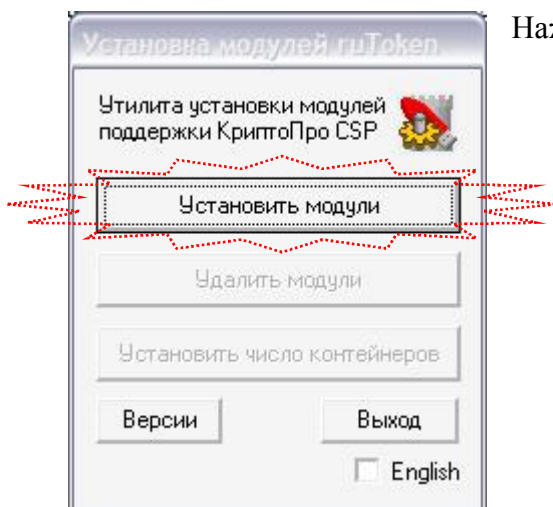 Установка модулей ruToken
Утилита установки модулей
поддержки КриптоПро CSP
Установить модули
Удалить модули
Установить число контейнеров
Версии
Выход
English